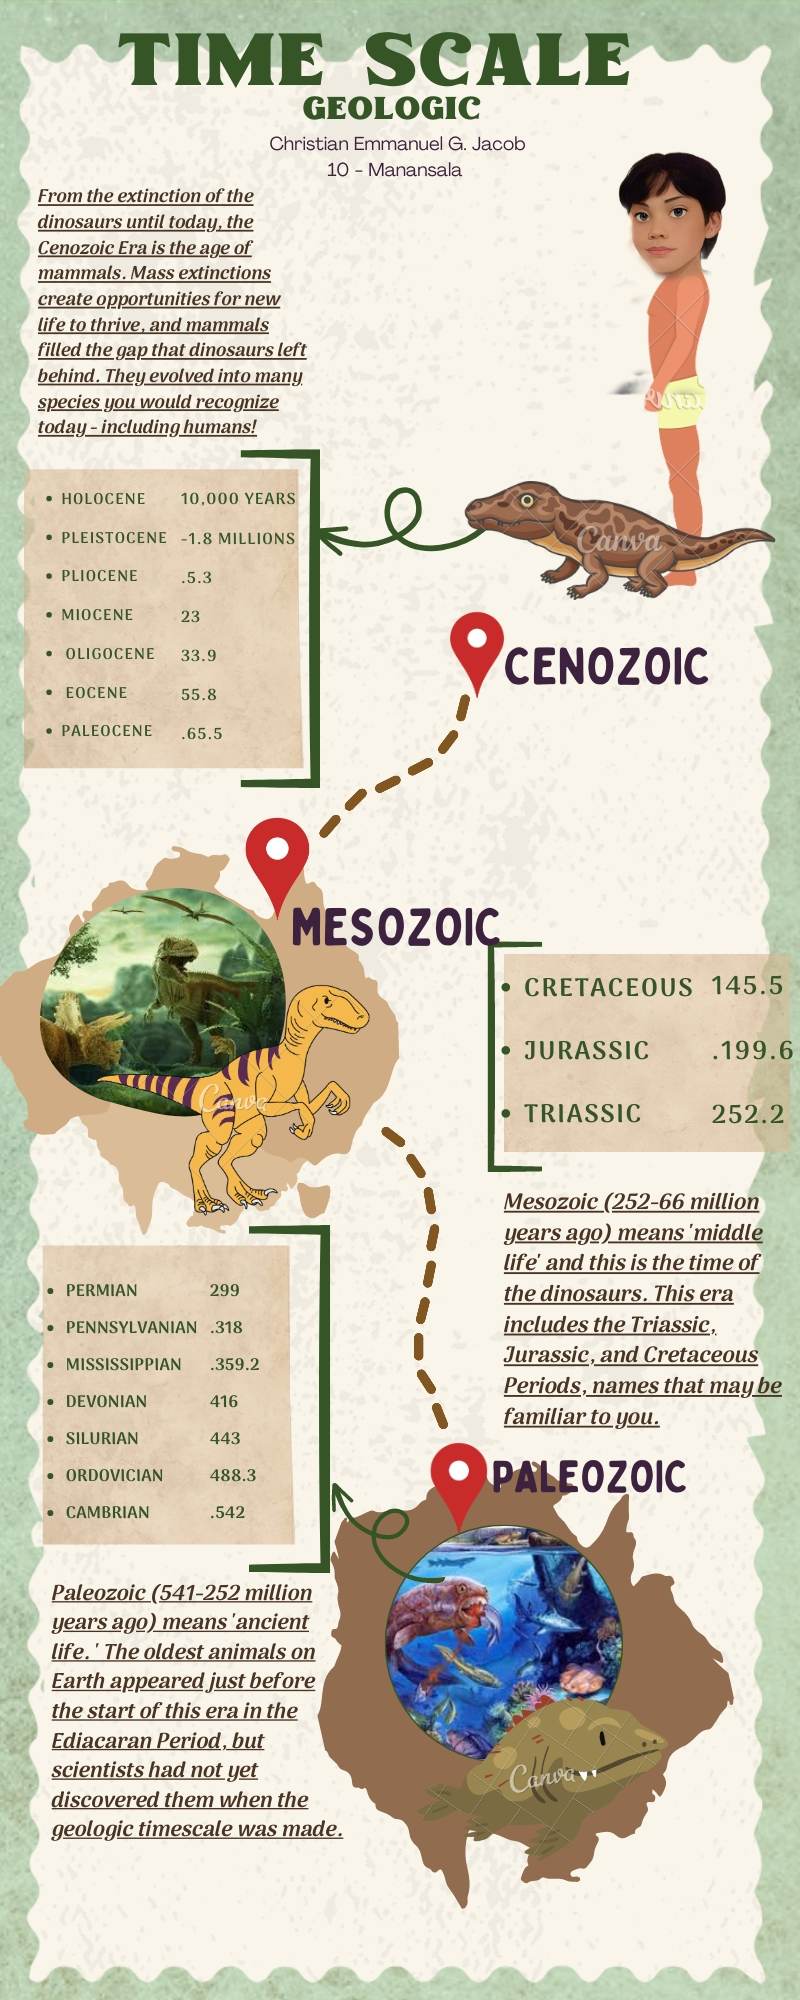 TIME SCALE
GEOLOGIC
Christian Emmanuel G. Jacob
10 - Manansala
From the extinction of the
dinosaurs until today, the
Cenozoic Era is the age of
mammals. Mass extinctions
create opportunities for new
life to thrive, and mammals
filled the gap that dinosaurs left
behind. They evolved into many
species you would recognize
today - including humans!
• HOLOCENE 10,000 YEARS
• PLEISTOCENE -1.8 MILLIONS
• PLIOCENE .5.3
• MIOCENE 23
• OLIGOCENE 33.9
• EOCENE 55.8
• PALEOCENE .65.5
Canva
CENOZOIC
MESOZOIC
Canva
• CRETACEOUS 145.5
• JURASSIC .199.6
• TRIASSIC 252.2
Mesozoic (252-66 million
years ago) means 'middle
life' and this is the time of
the dinosaurs. This era
includes the Triassic,
Jurassic, and Cretaceous
Periods, names that may be
familiar to you.
• PERMIAN 299
• PENNSYLVANIAN .318
• MISSISSIPPIAN .359.2
• DEVONIAN 416
• SILURIAN 443
• ORDOVICIAN 488.3
• CAMBRIAN .542
PALEOZOIC
Paleozoic (541-252 million
years ago) means 'ancient
life.' The oldest animals on
Earth appeared just before
the start of this era in the
Ediacaran Period, but
scientists had not yet
discovered them when the
geologic timescale was made.
Canva